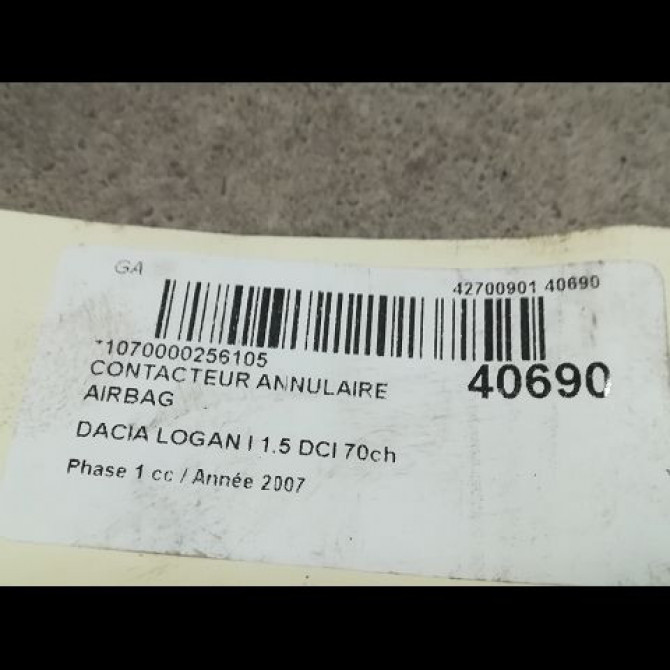 GA
42700901 40690
*1070000256105
40690
CONTACTEUR ANNULAIRE
AIRBAG
DACIA LOGAN I 1.5 DCI 70ch
Phase 1 cc / Année 2007